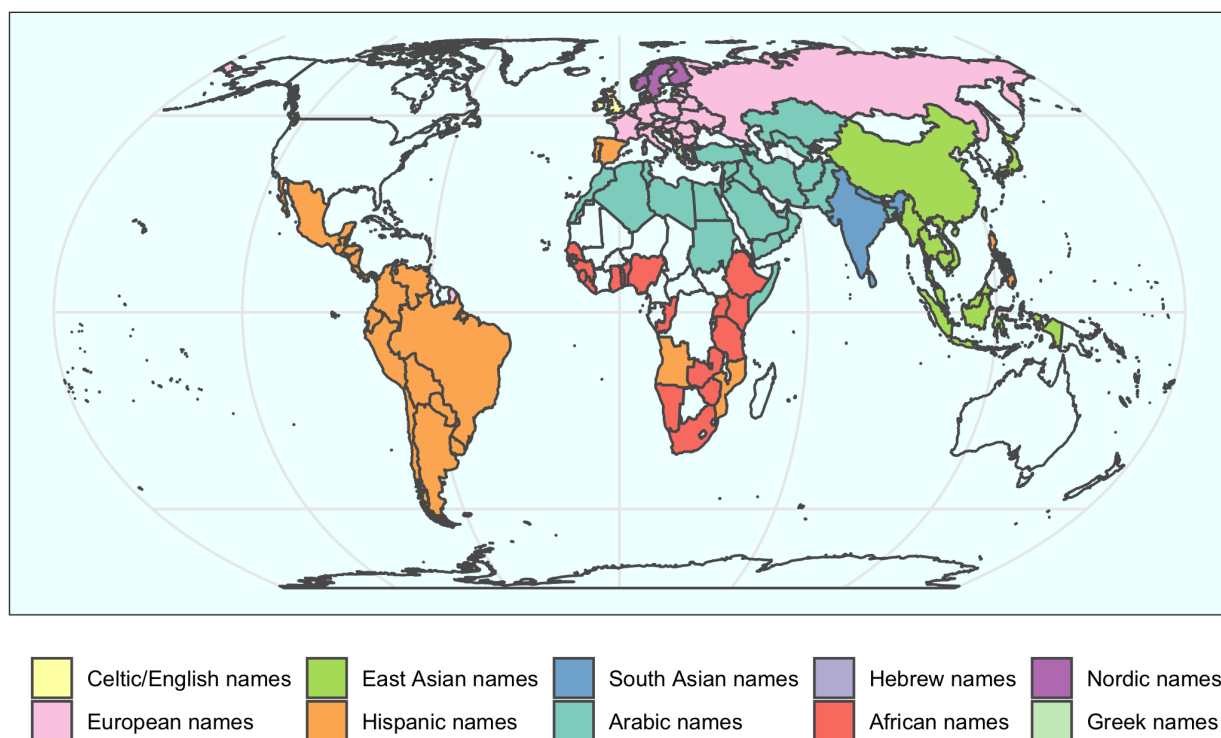 Celtic/English names East Asian names South Asian names Hebrew names Nordic names
European names Hispanic names Arabic names African names Greek names